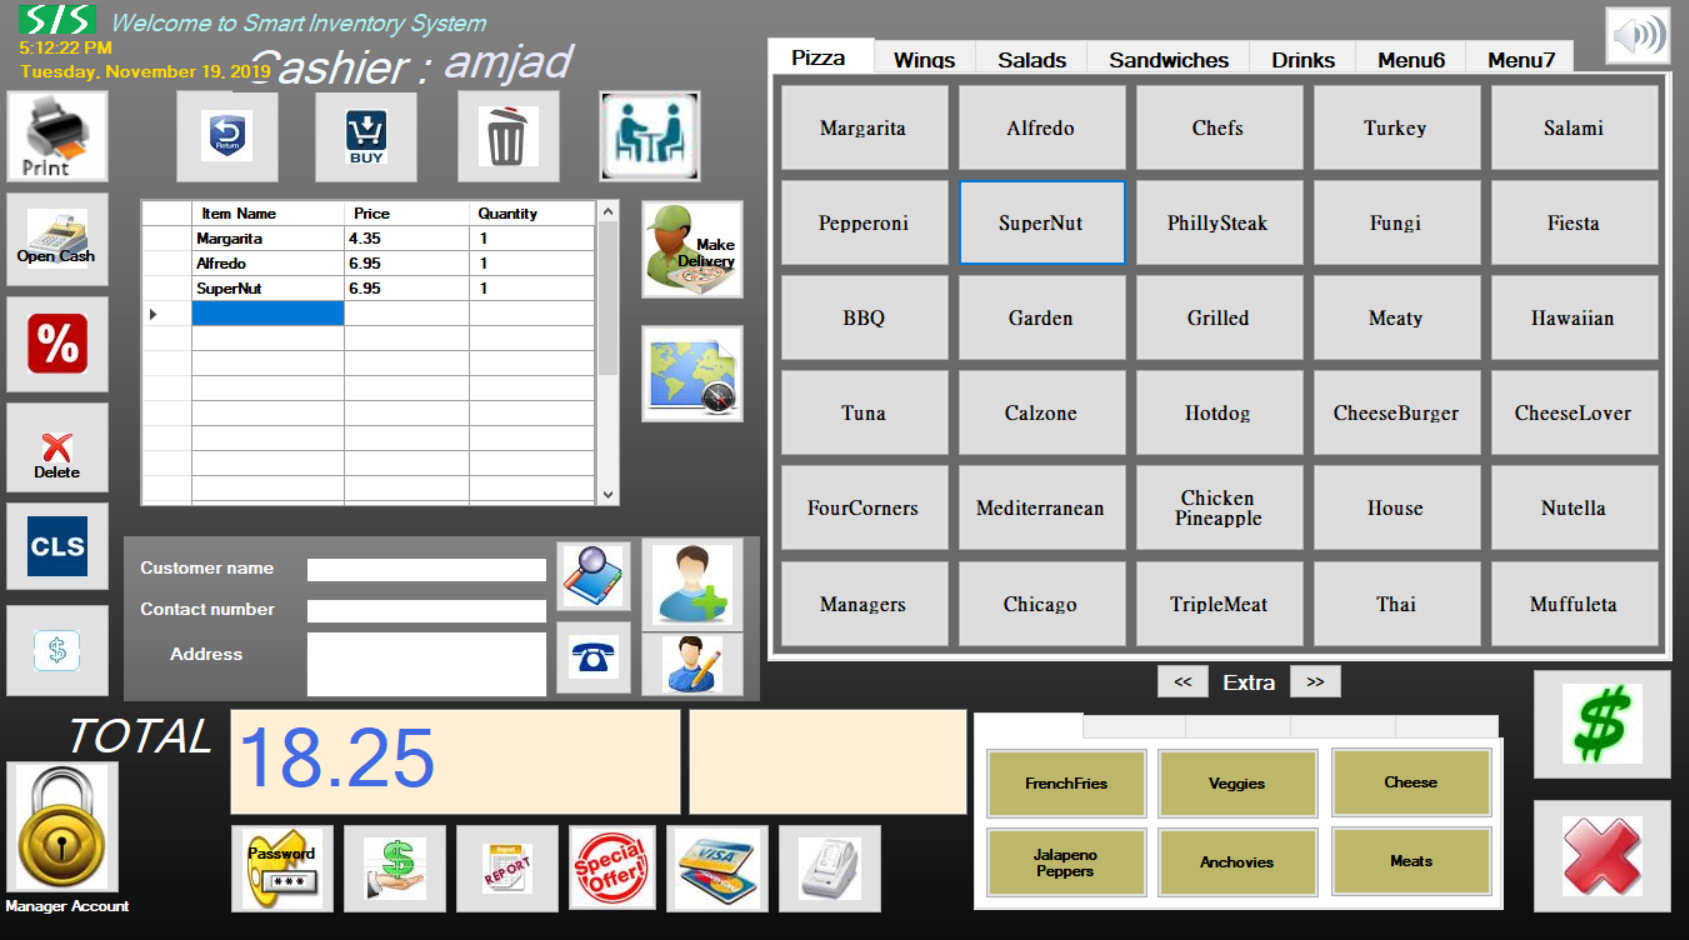 SIS Welcome to Smart Inventory System
5:12:22 PM
Tuesday, November 19, 2019
Cashier : amjad
Print
Return
BUY
Open Cash
%
Delete
CLS
$
Item Name Price Quantity
Margarita 4.35 1
Alfredo 6.95 1
SuperNut 6.95 1
Make
Delivery
Customer name
Contact number
Address
Pizza Wings Salads Sandwiches Drinks Menu6 Menu7
Margarita Alfredo Chefs Turkey Salami
Pepperoni SuperNut PhillySteak Fungi Fiesta
BBQ Garden Grilled Meaty Hawaiian
Tuna Calzone Hotdog CheeseBurger CheeseLover
FourCorners Mediterranean Chicken Pineapple House Nutella
Managers Chicago TripleMeat Thai Muffuleta
<< Extra >>
TOTAL 18.25
FrenchFries Veggies Cheese
Jalapeno Peppers Anchovies Meats
$
Manager Account
Password
***
$
REPORT
Special
Offer!
VISA